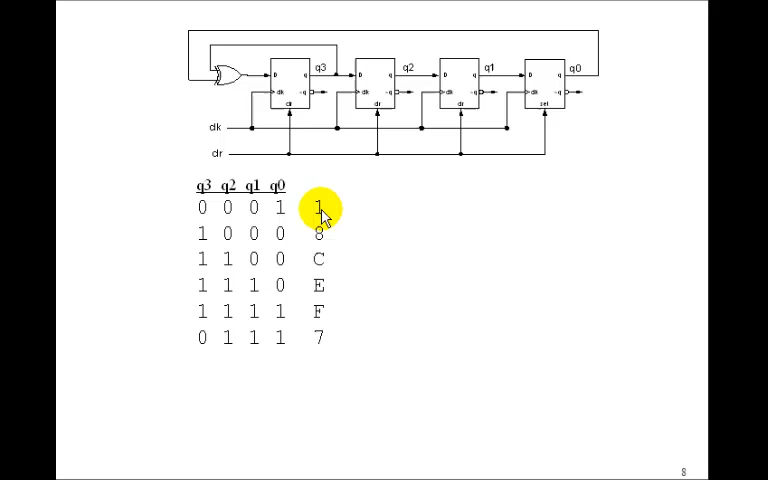 q3 q2 q1 q0
D q D q D q D q
clk ~q clk ~q clk ~q clk ~q
clr clr clr set
clk
clr
q3 q2 q1 q0
0 0 0 1 1
1 0 0 0 8
1 1 0 0 C
1 1 1 0 E
1 1 1 1 F
0 1 1 1 7
8